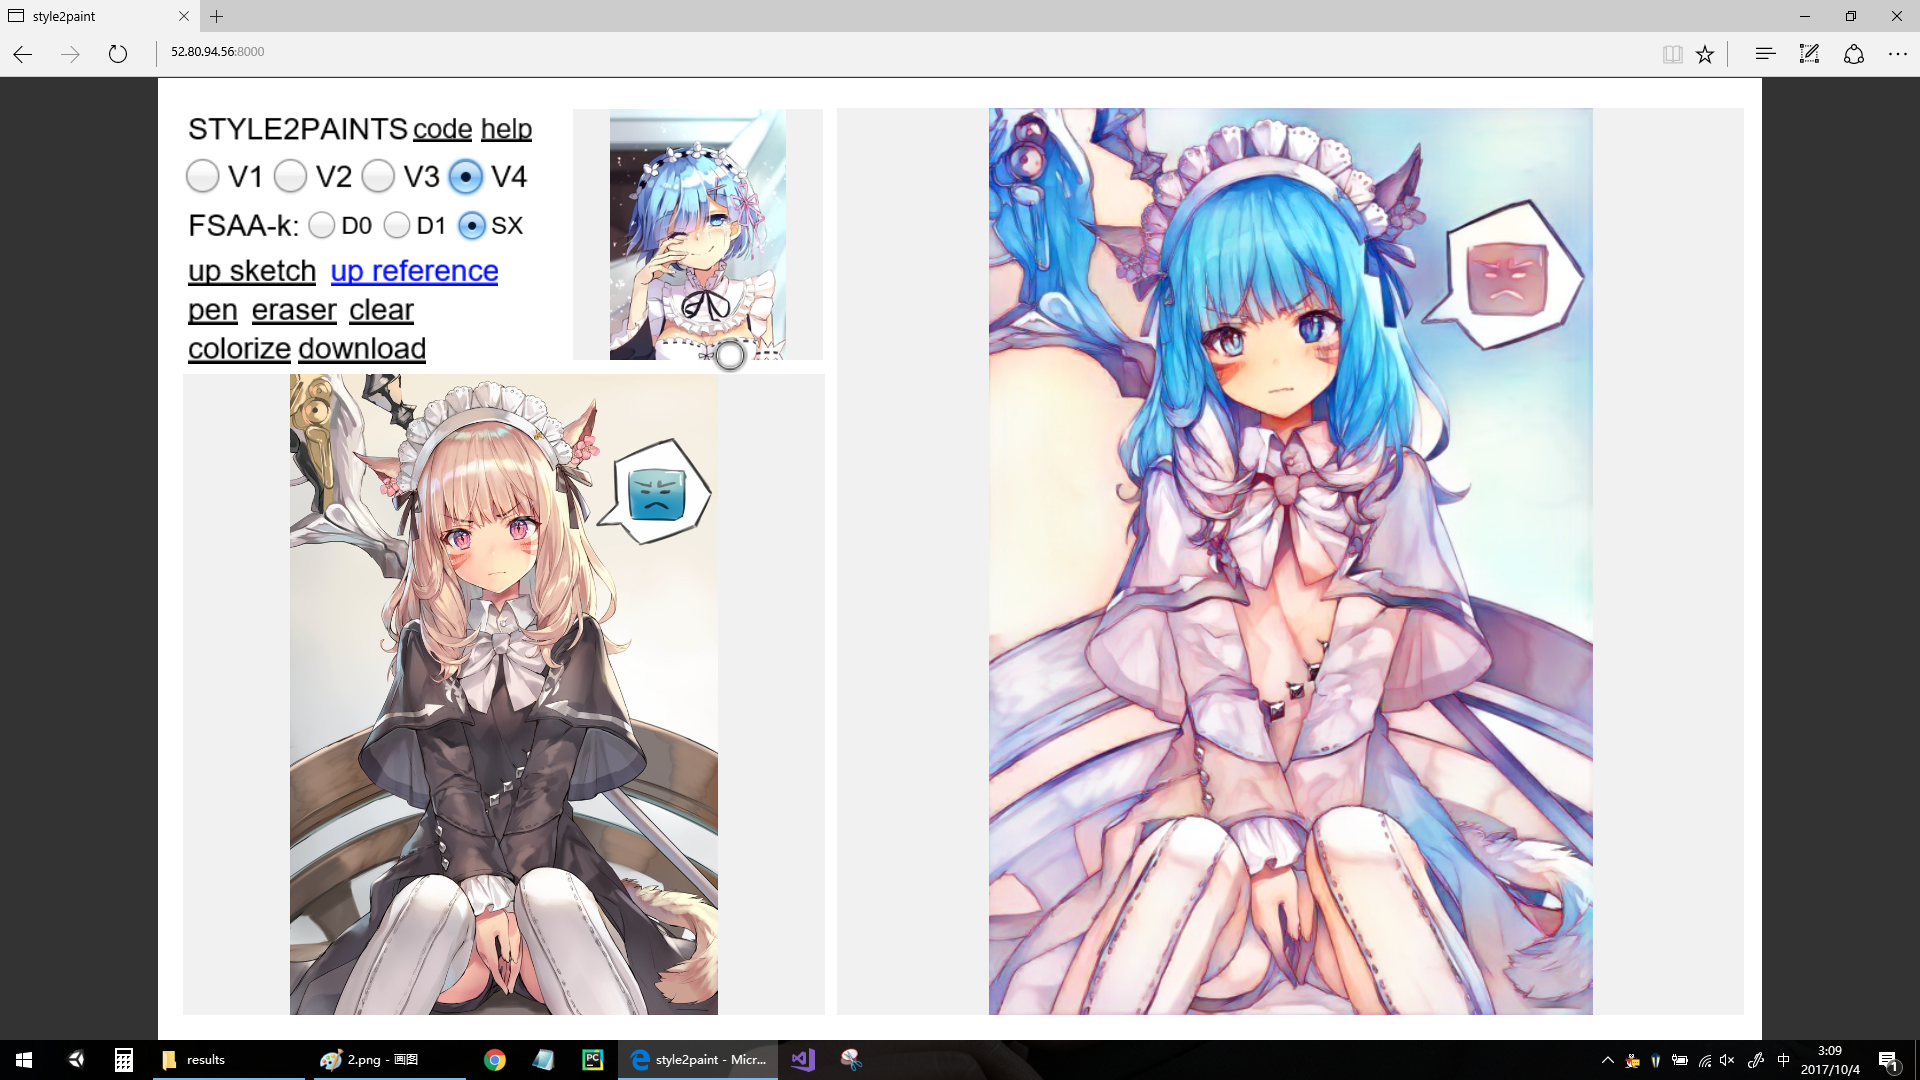 style2paint
52.80.94.56:8000
STYLE2PAINTS code help
V1 V2 V3 V4
FSAA-k: D0 D1 SX
up sketch up reference
pen eraser clear
colorize download
results
2.png - 画图
PC
style2paint - Micr...
中
3:09
2017/10/4
1